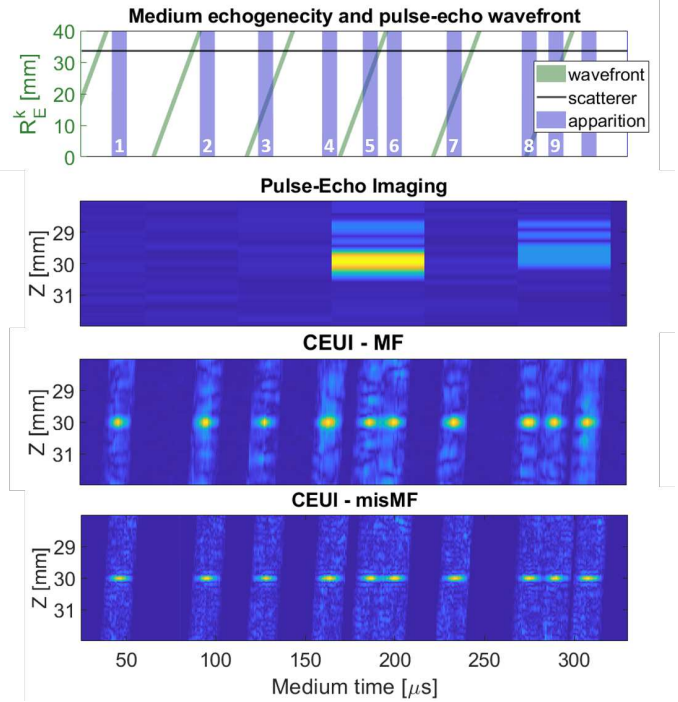 Medium echogenecity and pulse-echo wavefront
40
30
20
10
0
R_E^k [mm]
wavefront
scatterer
apparition
1 2 3 4 5 6 7 8 9
Pulse-Echo Imaging
29
30
31
Z [mm]
CEUI - MF
29
30
31
Z [mm]
CEUI - misMF
29
30
31
Z [mm]
50 100 150 200 250 300
Medium time [μs]